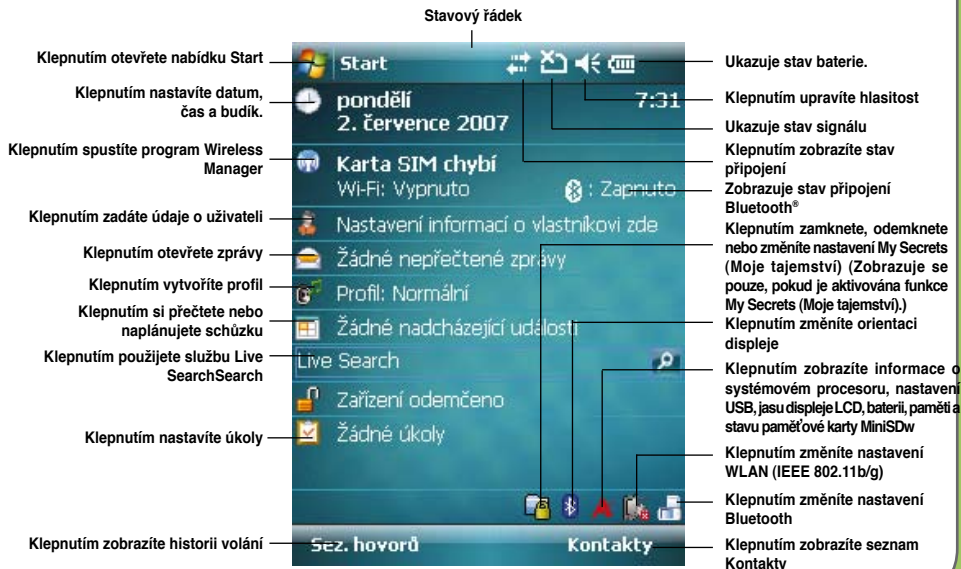 Stavový řádek
Klepnutím otevřete nabídku Start
Klepnutím nastavíte datum,
čas a budík.
Klepnutím spustíte program Wireless
Manager
Klepnutím zadáte údaje o uživateli
Klepnutím otevřete zprávy
Klepnutím vytvoříte profil
Klepnutím si přečtete nebo
naplánujete schůzku
Klepnutím použijete službu Live
SearchSearch
Klepnutím nastavíte úkoly
Klepnutím zobrazíte historii volání
Start
pondělí 7:31
2. července 2007
Karta SIM chybí
Wi-Fi: Vypnuto : Zapnuto
Nastavení informací o vlastníkovi zde
Žádné nepřečtené zprávy
Profil: Normální
Žádné nadcházející události
Live Search
Zařízení odemčeno
Žádné úkoly
Sez. hovorů Kontakty
Ukazuje stav baterie.
Klepnutím upravíte hlasitost
Ukazuje stav signálu
Klepnutím zobrazíte stav
připojení
Zobrazuje stav připojení
Bluetooth®
Klepnutím zamknete, odemknete
nebo změníte nastavení My Secrets
(Moje tajemství) (Zobrazuje se
pouze, pokud je aktivována funkce
My Secrets (Moje tajemství).)
Klepnutím změníte orientaci
displeje
Klepnutím zobrazíte informace o
systémovém procesoru, nastavení
USB, jasu displeje LCD, baterii, paměti a
stavu paměťové karty MiniSDw
Klepnutím změníte nastavení
WLAN (IEEE 802.11b/g)
Klepnutím změníte nastavení
Bluetooth
Klepnutím zobrazíte seznam
Kontakty